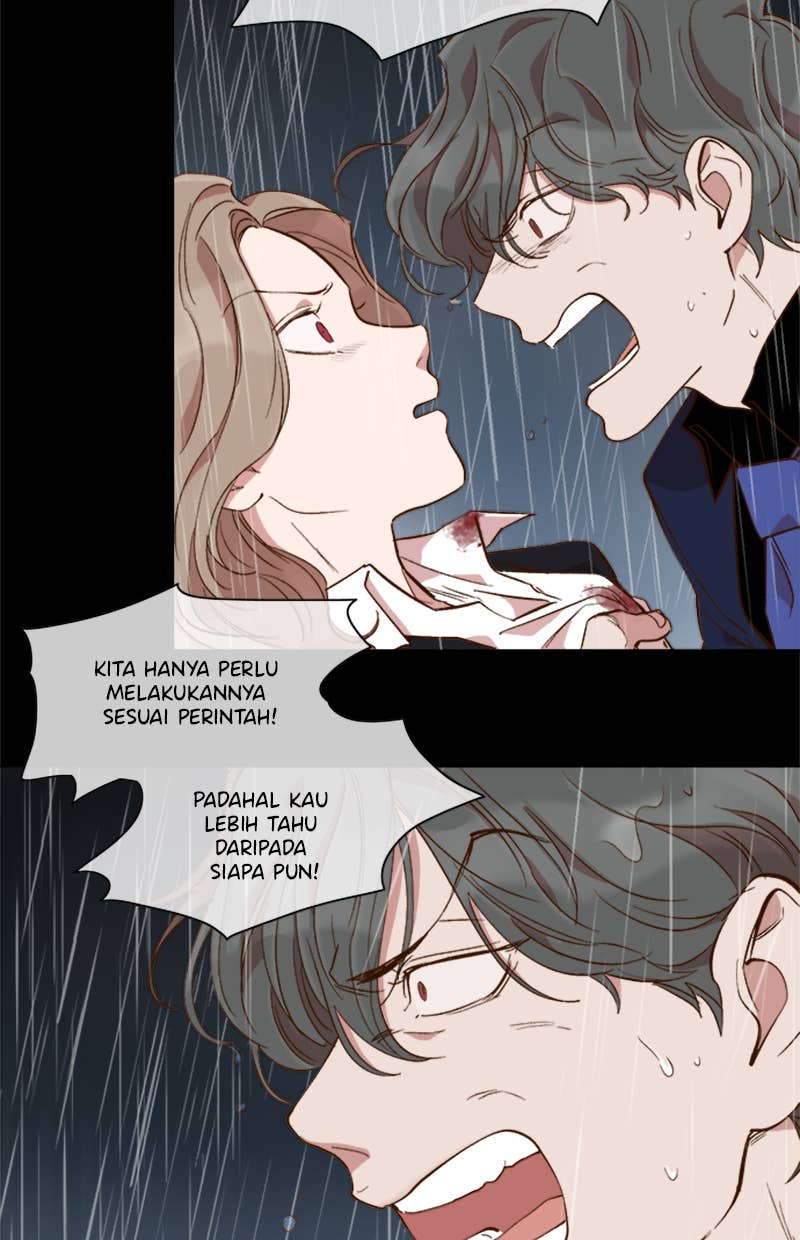 KITA HANYA PERLU
MELAKUKANNYA
SESUAI PERINTAH!
PADAHAL KAU
LEBIH TAHU
DARIPADA
SIAPA PUN!